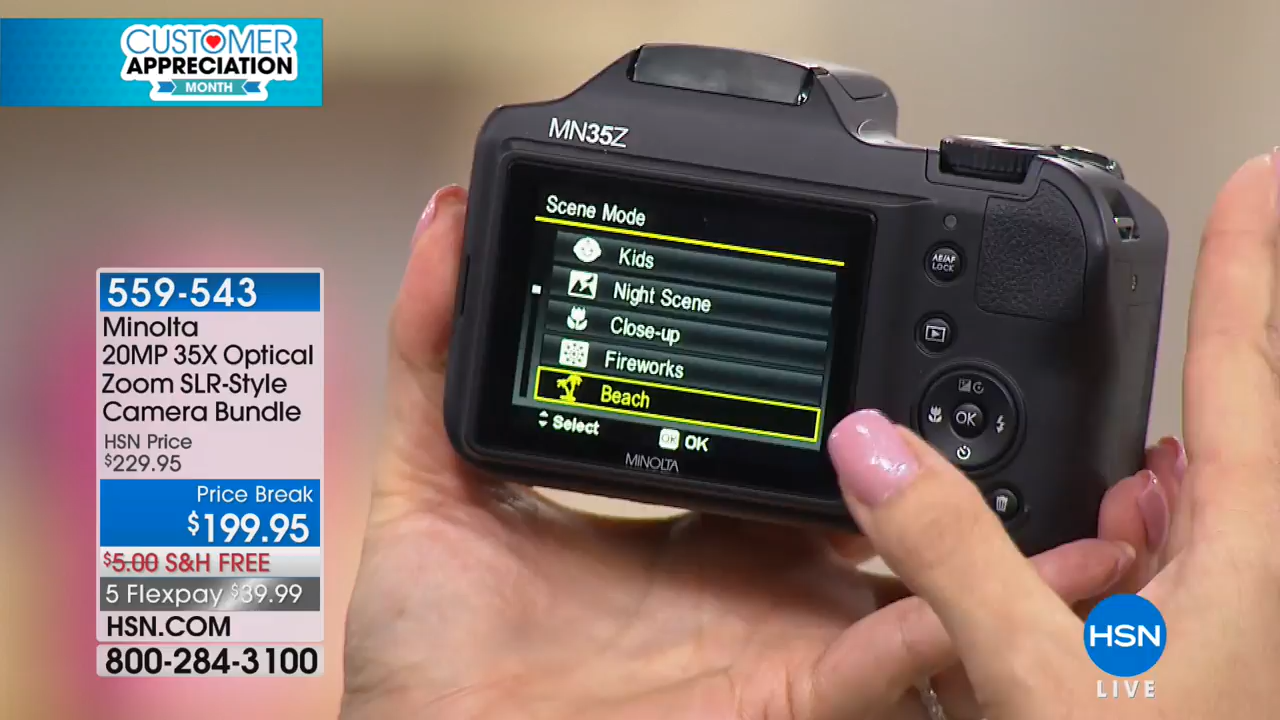 CUSTOMER
APPRECIATION
MONTH
559-543
Minolta
20MP 35X Optical
Zoom SLR-Style
Camera Bundle
HSN Price
$229.95
Price Break
$199.95
$5.00 S&H FREE
5 Flexpay $39.99
HSN.COM
800-284-3100
MN35Z
Scene Mode
Kids
Night Scene
Close-up
Fireworks
Beach
Select
OK OK
MINOLTA
AE/AF
LOCK
OK
HSN
LIVE